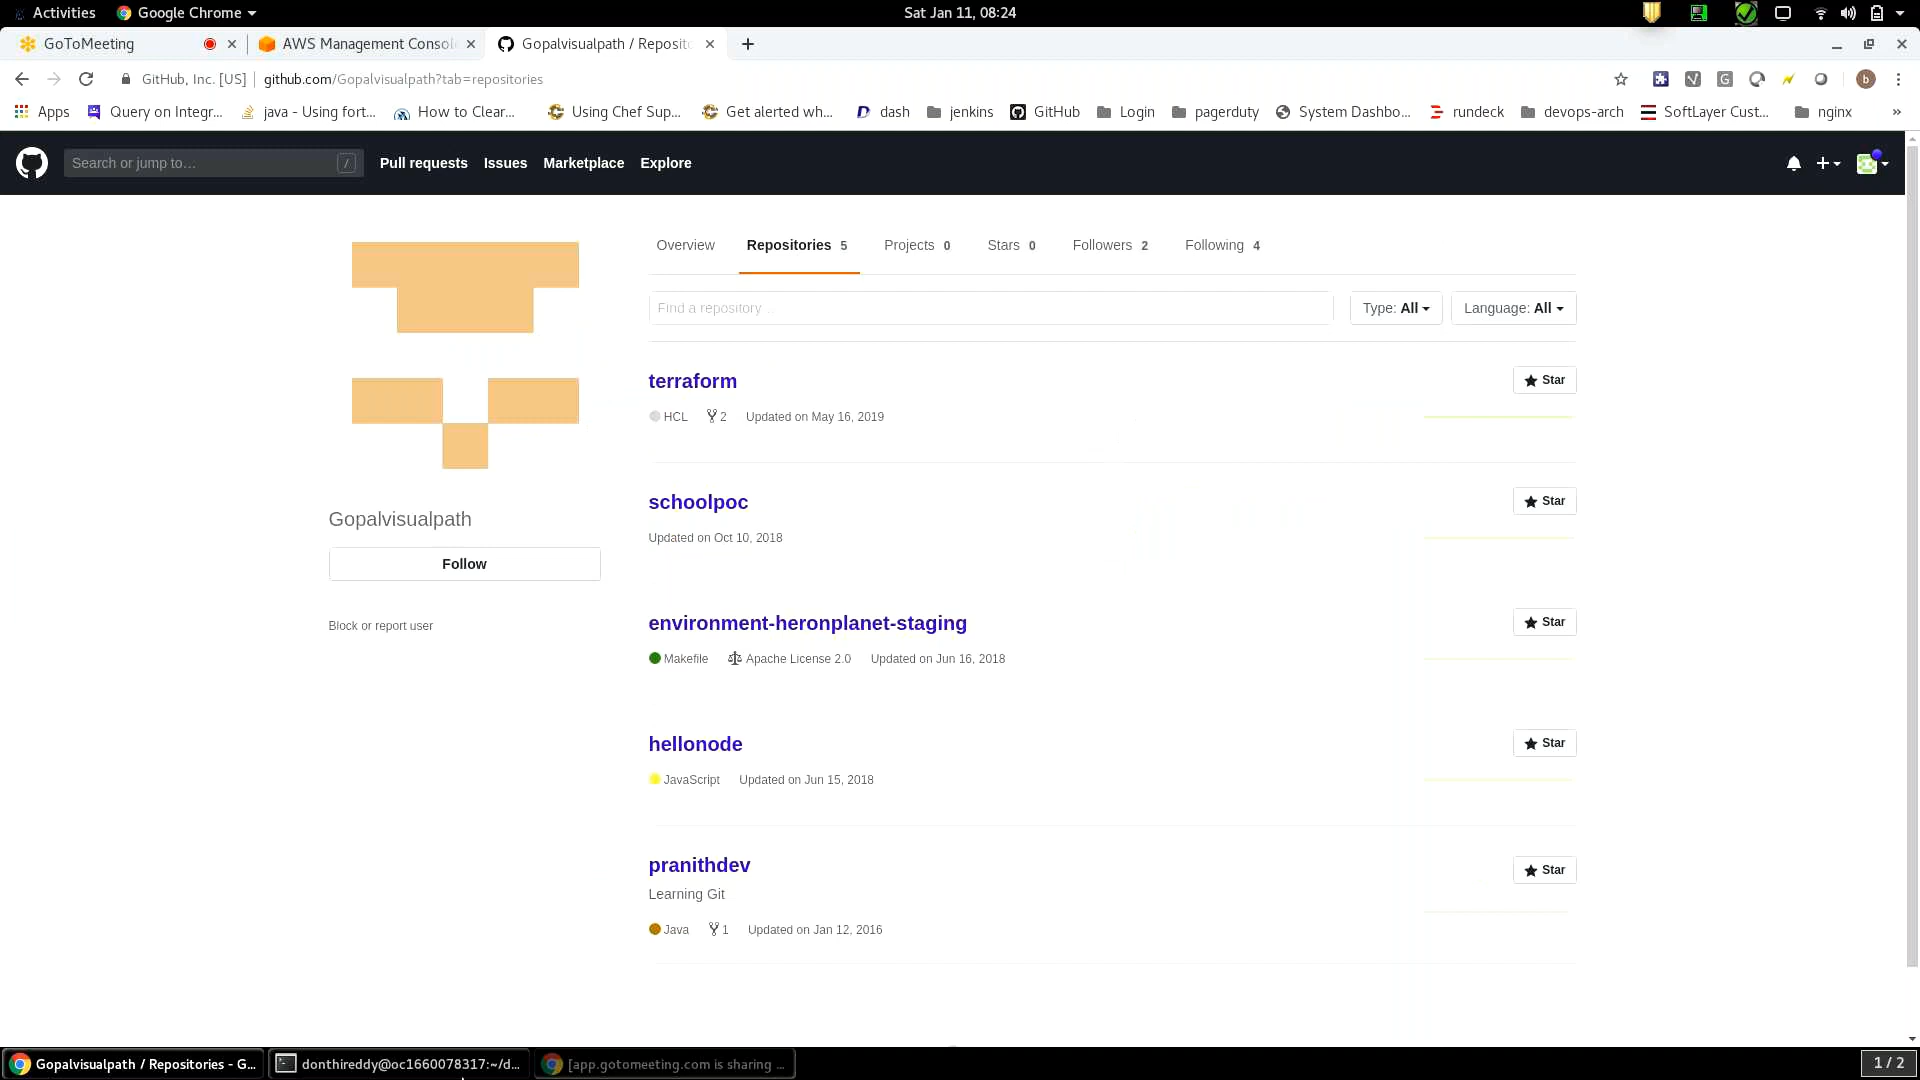 Activities Google Chrome Sat Jan 11, 08:24
GoToMeeting AWS Management Consol Gopalvisualpath / Reposito
GitHub, Inc. [US] github.com/Gopalvisualpath?tab=repositories b
Apps Query on Integr... java - Using fort... How to Clear... Using Chef Sup... Get alerted wh... dash jenkins GitHub Login pagerduty System Dashbo... rundeck devops-arch SoftLayer Cust... nginx »
Search or jump to... / Pull requests Issues Marketplace Explore
Overview Repositories 5 Projects 0 Stars 0 Followers 2 Following 4
Find a repository... Type: All Language: All
terraform Star
HCL 2 Updated on May 16, 2019
schoolpoc Star
Updated on Oct 10, 2018
Gopalvisualpath
Follow
Block or report user
environment-heronplanet-staging Star
Makefile Apache License 2.0 Updated on Jun 16, 2018
hellonode Star
JavaScript Updated on Jun 15, 2018
pranithdev Star
Learning Git
Java 1 Updated on Jan 12, 2016
Gopalvisualpath / Repositories - G... donthireddy@oc1660078317:~/d... [app.gotomeeting.com is sharing ... 1 / 2